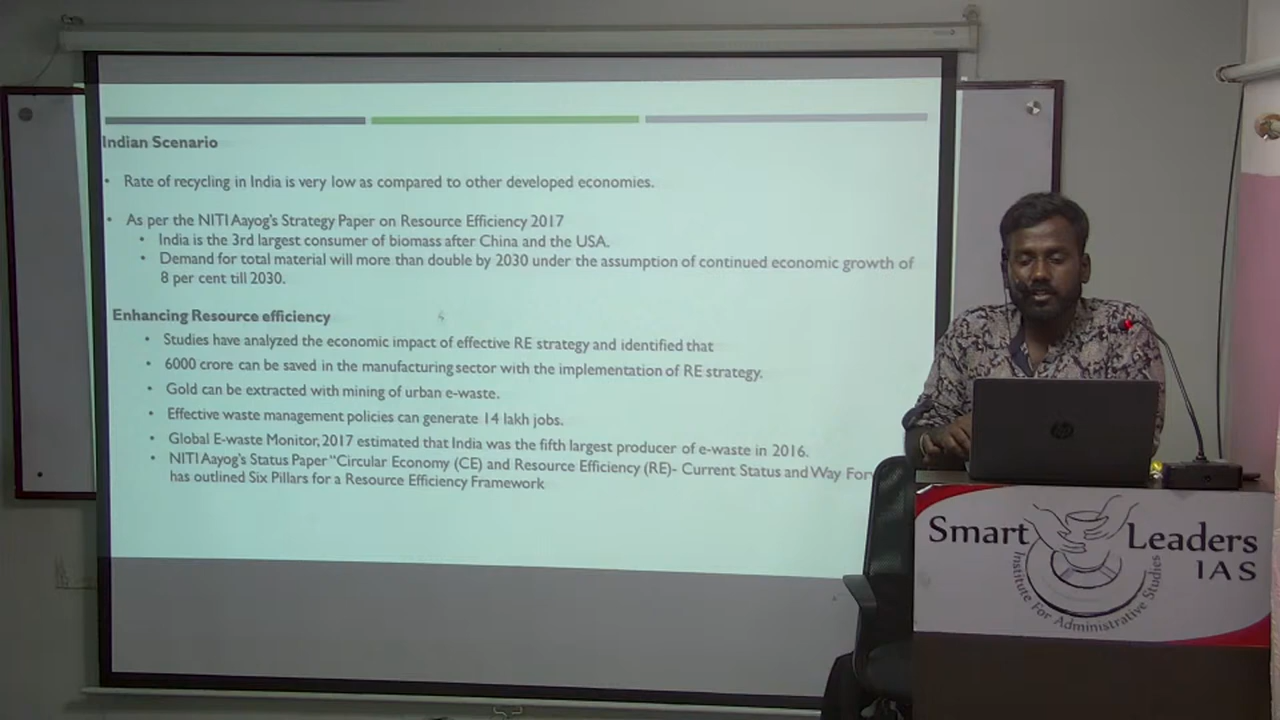 Indian Scenario
• Rate of recycling in India is very low as compared to other developed economies.
• As per the NITI Aayog's Strategy Paper on Resource Efficiency 2017
• India is the 3rd largest consumer of biomass after China and the USA.
• Demand for total material will more than double by 2030 under the assumption of continued economic growth of
8 per cent till 2030.
Enhancing Resource efficiency
• Studies have analyzed the economic impact of effective RE strategy and identified that
• 6000 crore can be saved in the manufacturing sector with the implementation of RE strategy.
• Gold can be extracted with mining of urban e-waste.
• Effective waste management policies can generate 14 lakh jobs.
• Global E-waste Monitor, 2017 estimated that India was the fifth largest producer of e-waste in 2016.
• NITI Aayog's Status Paper "Circular Economy (CE) and Resource Efficiency (RE)- Current Status and Way For
has outlined Six Pillars for a Resource Efficiency Framework
hp
Smart Leaders
IAS
Institute For Administrative Studies